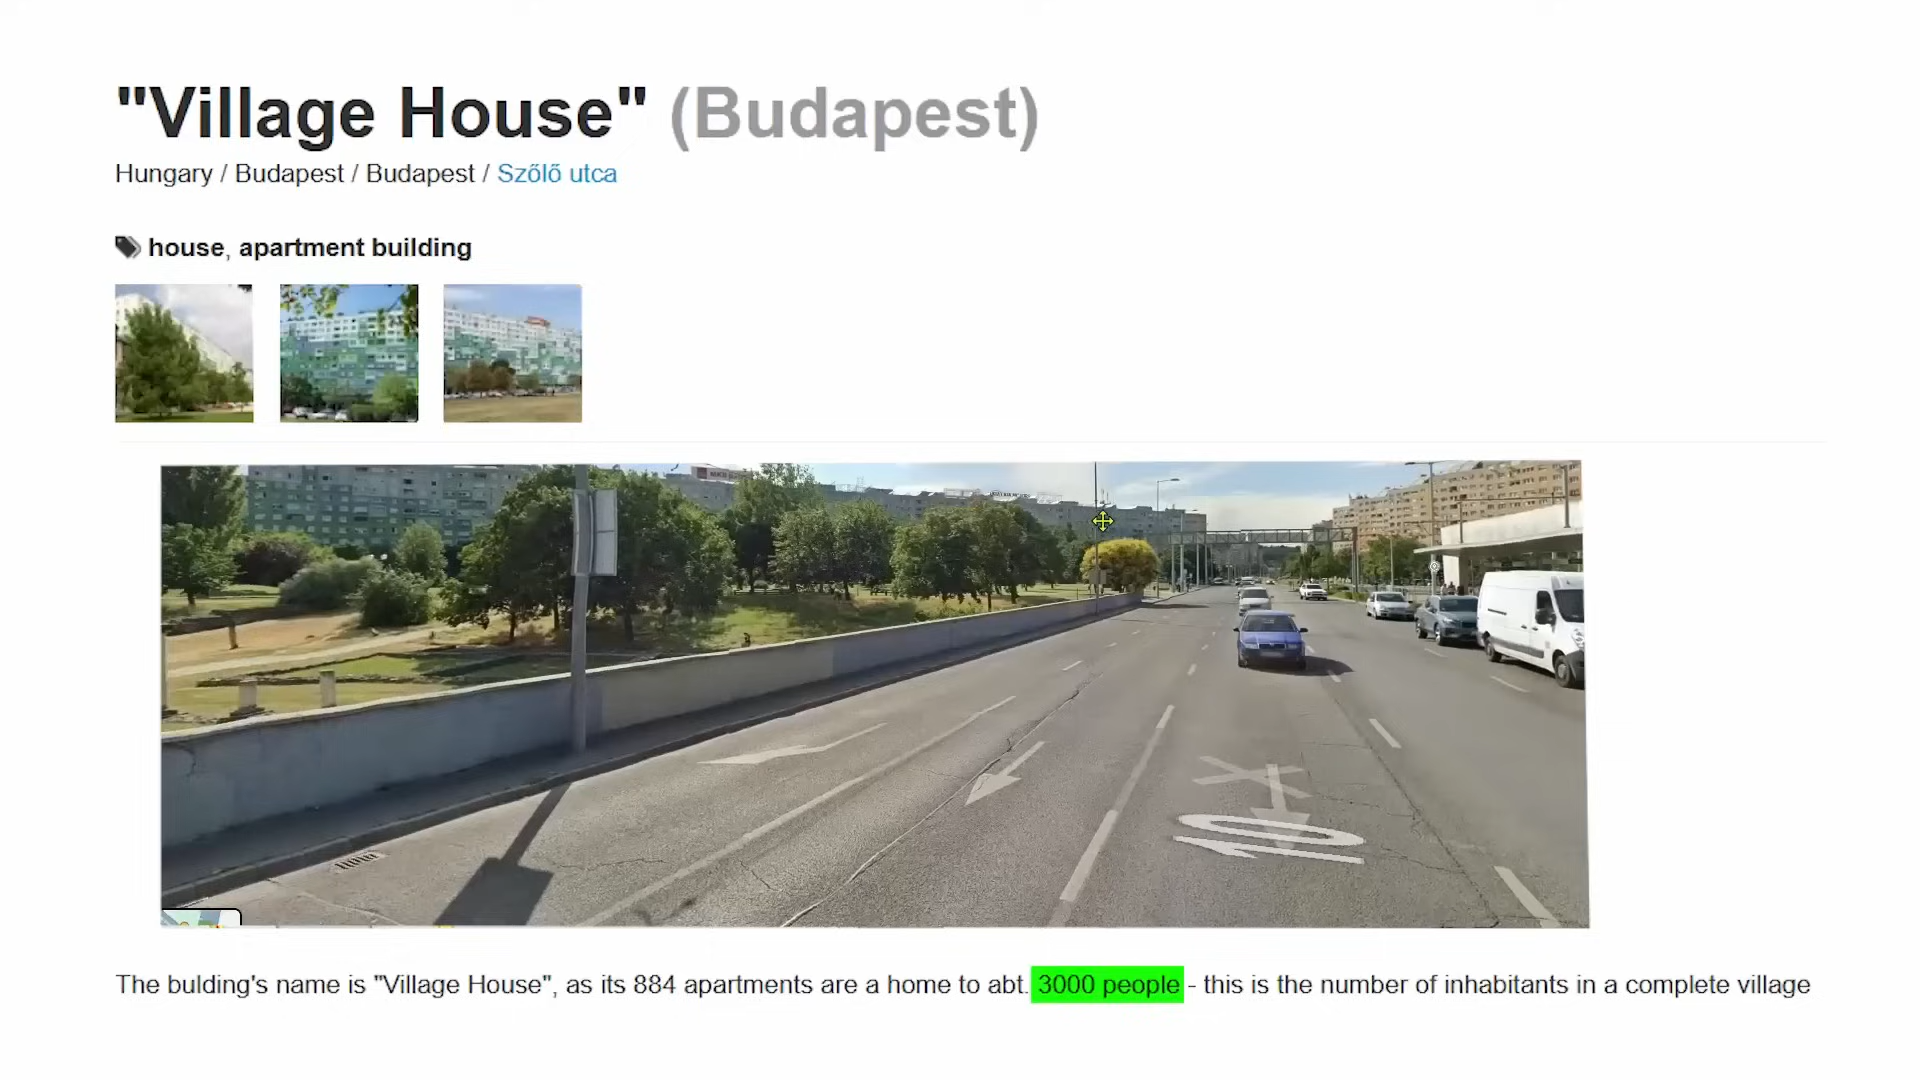 "Village House" (Budapest)
Hungary / Budapest / Budapest / Szőlő utca
house, apartment building
10
The bulding's name is "Village House", as its 884 apartments are a home to abt. 3000 people - this is the number of inhabitants in a complete village